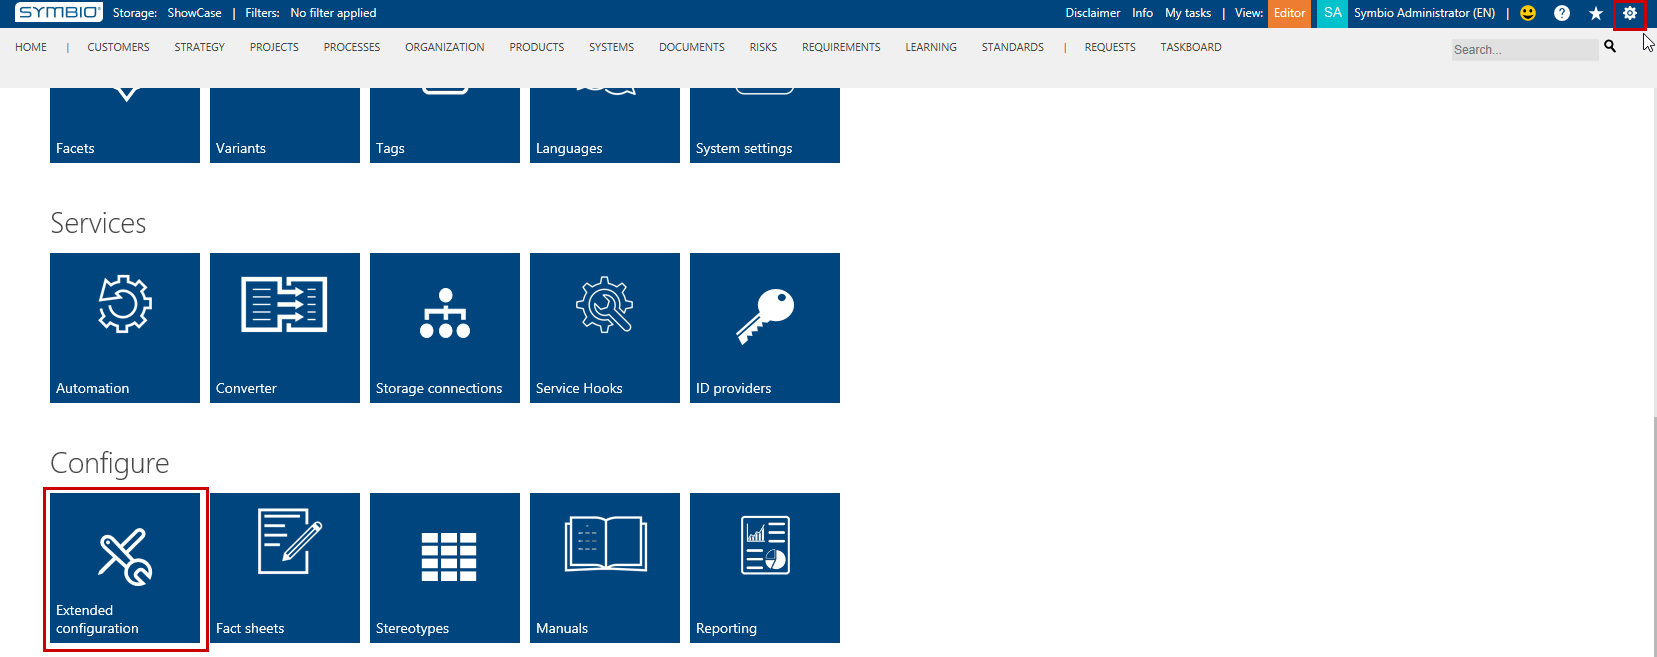 SYMBIO Storage: ShowCase | Filters: No filter applied Disclaimer Info My tasks | View: Editor SA Symbio Administrator (EN) |
HOME | CUSTOMERS STRATEGY PROJECTS PROCESSES ORGANIZATION PRODUCTS SYSTEMS DOCUMENTS RISKS REQUIREMENTS LEARNING STANDARDS | REQUESTS TASKBOARD Search...
Facets Variants Tags Languages System settings
Services
Automation Converter Storage connections Service Hooks ID providers
Configure
Extended
configuration Fact sheets Stereotypes Manuals Reporting